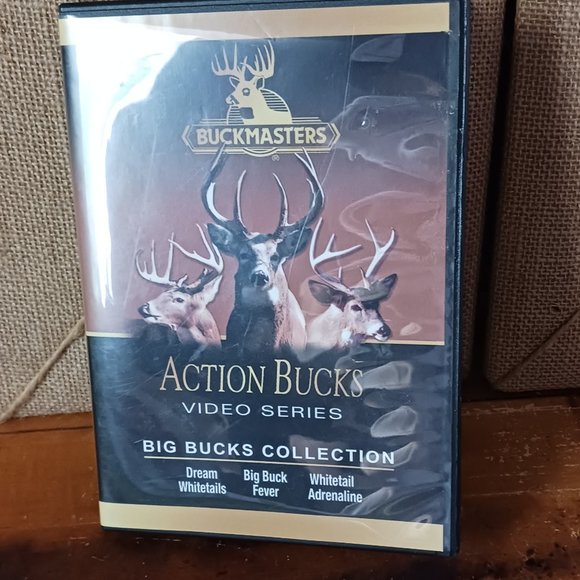 BUCKMASTERS
®
ACTION BUCKS
VIDEO SERIES
BIG BUCKS COLLECTION
Dream Big Buck Whitetail
Whitetails Fever Adrenaline